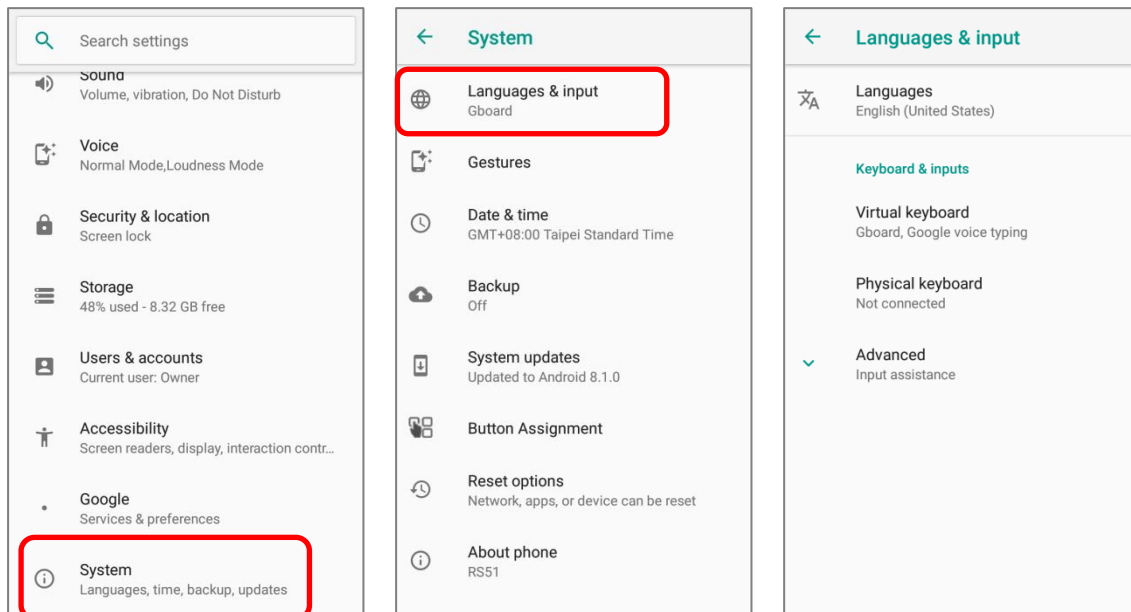 Search settings
Sound
Volume, vibration, Do Not Disturb
Voice
Normal Mode,Loudness Mode
Security & location
Screen lock
Storage
48% used - 8.32 GB free
Users & accounts
Current user: Owner
Accessibility
Screen readers, display, interaction contr...
Google
Services & preferences
System
Languages, time, backup, updates
System
Languages & input
Gboard
Gestures
Date & time
GMT+08:00 Taipei Standard Time
Backup
Off
System updates
Updated to Android 8.1.0
Button Assignment
Reset options
Network, apps, or device can be reset
About phone
RS51
Languages & input
Languages
English (United States)
Keyboard & inputs
Virtual keyboard
Gboard, Google voice typing
Physical keyboard
Not connected
Advanced
Input assistance